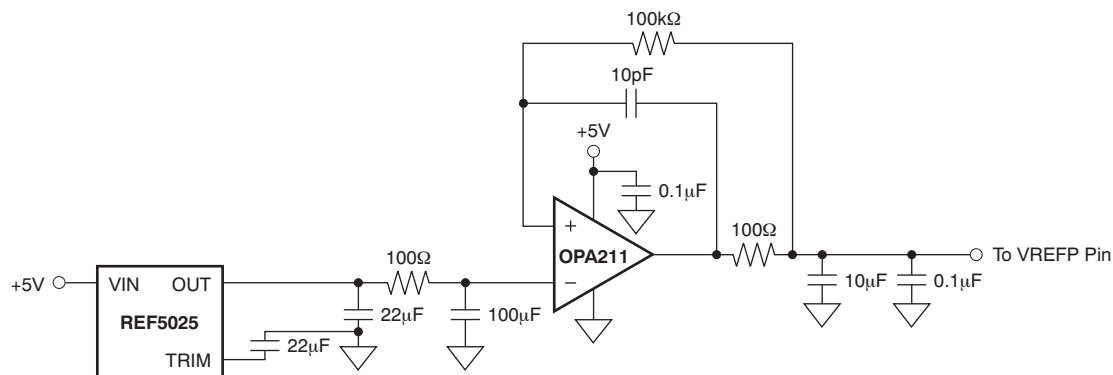 100kΩ
10pF
+5V
0.1μF
+
OPA211
−
100Ω
To VREFP Pin
10μF
0.1μF
100Ω
+5V
VIN
OUT
REF5025
TRIM
22μF
22μF
100μF